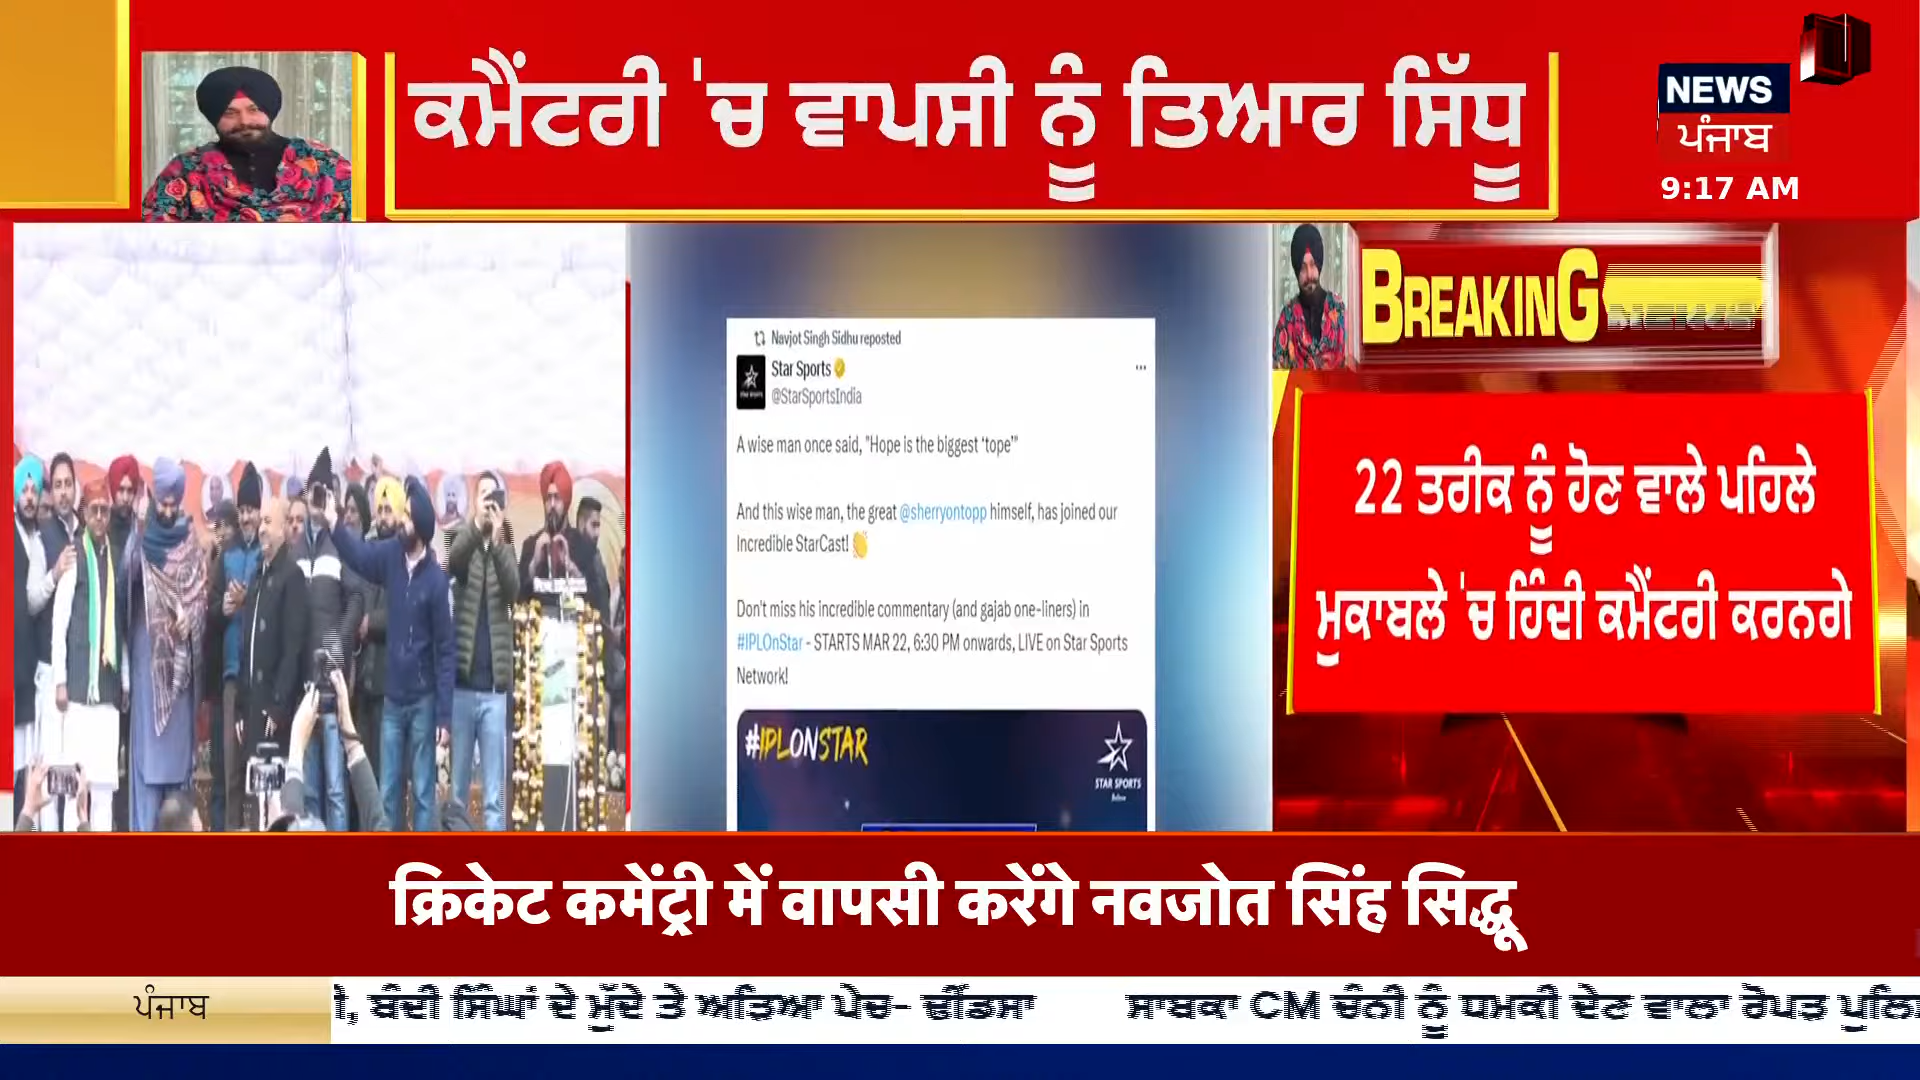 ਕਮੈਂਟਰੀ 'ਚ ਵਾਪਸੀ ਨੂੰ ਤਿਆਰ ਸਿੱਧੂ
NEWS
ਪੰਜਾਬ
9:17 AM
Navjot Singh Sidhu reposted
Star Sports
@StarSportsIndia
A wise man once said, "Hope is the biggest 'tope'"
And this wise man, the great @sherryontopp himself, has joined our
Incredible StarCast! 👏
Don't miss his incredible commentary (and gajab one-liners) in
#IPLOnStar - STARTS MAR 22, 6:30 PM onwards, LIVE on Star Sports
Network!
#IPLONSTAR
STAR SPORTS
Believe
BREAKING
NEWS
22 ਤਰੀਕ ਨੂੰ ਹੋਣ ਵਾਲੇ ਪਹਿਲੇ
ਮੁਕਾਬਲੇ 'ਚ ਹਿੰਦੀ ਕਮੈਂਟਰੀ ਕਰਨਗੇ
क्रिकेट कमेंट्री में वापसी करेंगे नवजोत सिंह सिद्धू
ਪੰਜਾਬ
ੀ, ਬੰਦੀ ਸਿੰਘਾਂ ਦੇ ਮੁੱਦੇ ਤੇ ਅੜਿਆ ਪੇਚ- ਢੀਂਡਸਾ ਸਾਬਕਾ CM ਚੰਨੀ ਨੂੰ ਧਮਕੀ ਦੇਣ ਵਾਲਾ ਰੋਪੜ ਪੁਲਿ